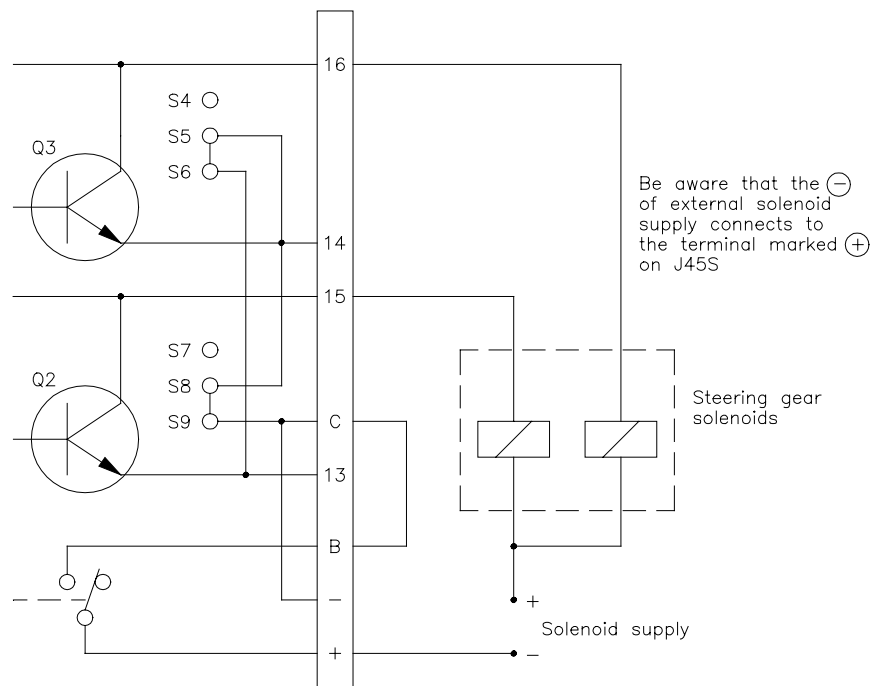 16
S4
S5
Q3
S6
Be aware that the ⊖
of external solenoid
supply connects to
the terminal marked ⊕
on J45S
14
15
S7
Q2
S8
S9
C
Steering gear
solenoids
13
B
-
+
Solenoid supply
+
-